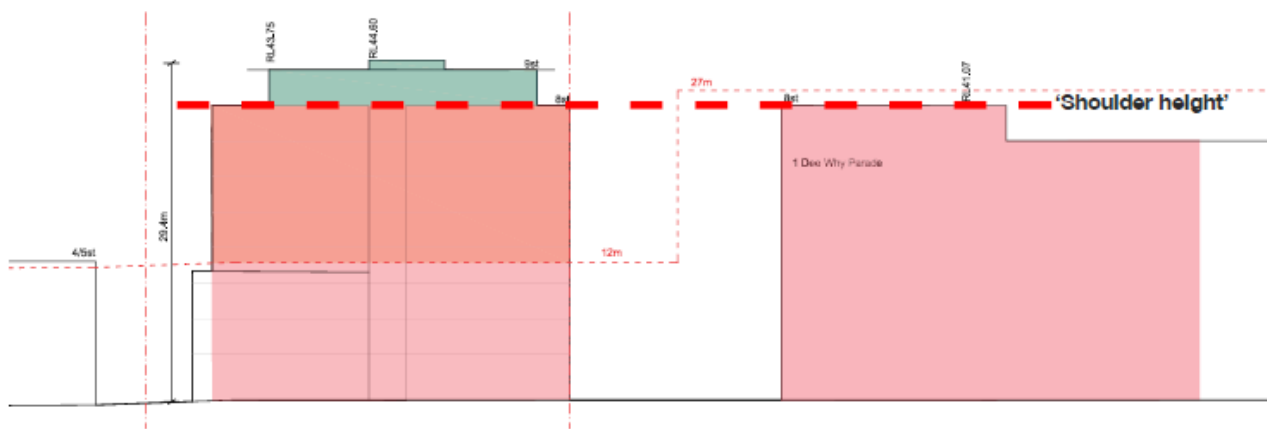 RL43.75
RL44.60
9st
27m
RL41.07
8st
8st
'Shoulder height'
1 Dee Why Parade
29.4m
4/5st
12m